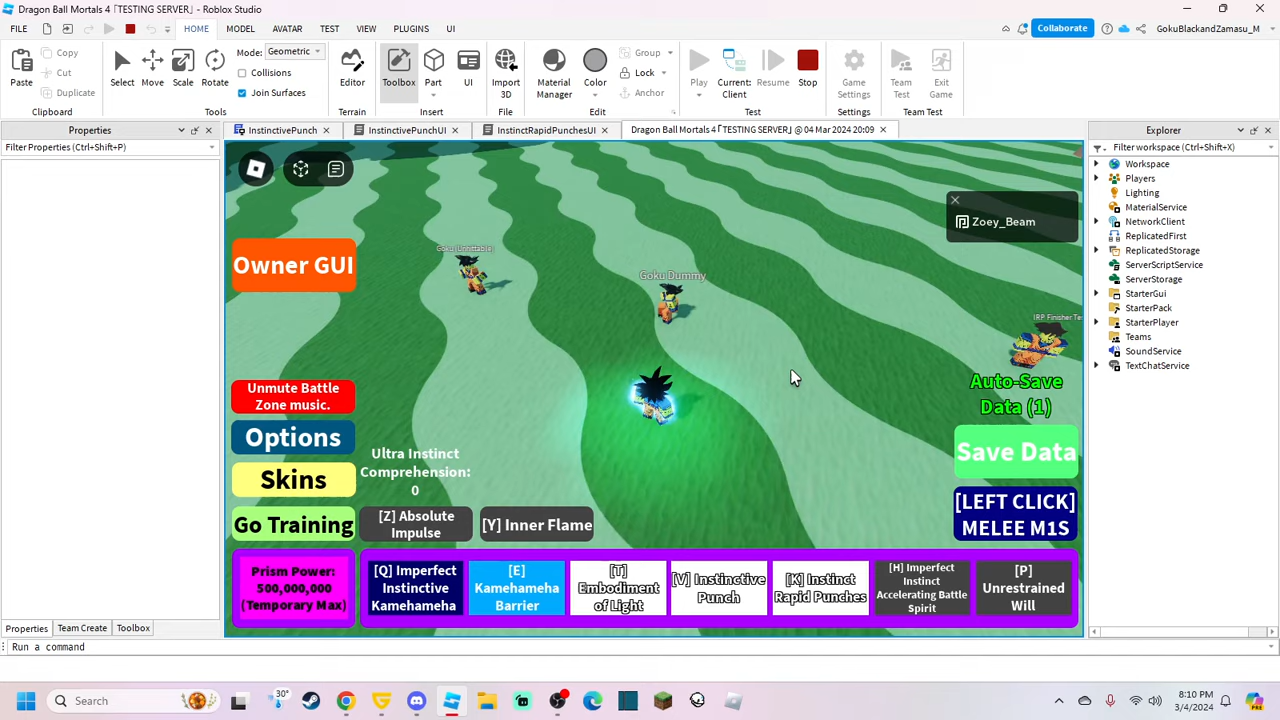 Dragon Ball Mortals 4「TESTING SERVER」 - Roblox Studio
FILE HOME MODEL AVATAR TEST VIEW PLUGINS UI Collaborate GokuBlackandZamasu_M
Paste Copy Cut Duplicate Select Move Scale Rotate Mode: Geometric Collisions Join Surfaces Editor Toolbox Part UI Import 3D Material Manager Color Group Lock Anchor Play Current: Client Resume Stop Game Settings Team Test Exit Game
Clipboard Tools Terrain Insert File Edit Test Settings Team Test
Properties
InstinctivePunch InstinctivePunchUI InstinctRapidPunchesUI Dragon Ball Mortals 4「TESTING SERVER」 @ 04 Mar 2024 20:09
Explorer
Filter Properties (Ctrl+Shift+P)
Filter workspace (Ctrl+Shift+X)
Workspace
Players
Lighting
MaterialService
NetworkClient
ReplicatedFirst
ReplicatedStorage
ServerScriptService
ServerStorage
StarterGui
StarterPack
StarterPlayer
Teams
SoundService
TextChatService
Zoey_Beam
Owner GUI
Goku Dummy
Auto-Save
Data (1)
Unmute Battle
Zone music.
Options
Skins
Go Training
Ultra Instinct
Comprehension:
0
[Z] Absolute
Impulse
[Y] Inner Flame
Save Data
[LEFT CLICK]
MELEE M1S
Prism Power:
500,000,000
(Temporary Max)
[Q] Imperfect
Instinctive
Kamehameha
[E]
Kamehameha
Barrier
[T]
Embodiment
of Light
[V] Instinctive
Punch
[K] Instinct
Rapid Punches
[H] Imperfect
Instinct
Accelerating Battle
Spirit
[P]
Unrestrained
Will
Properties Team Create Toolbox
Run a command
Search
30°
8:10 PM
3/4/2024